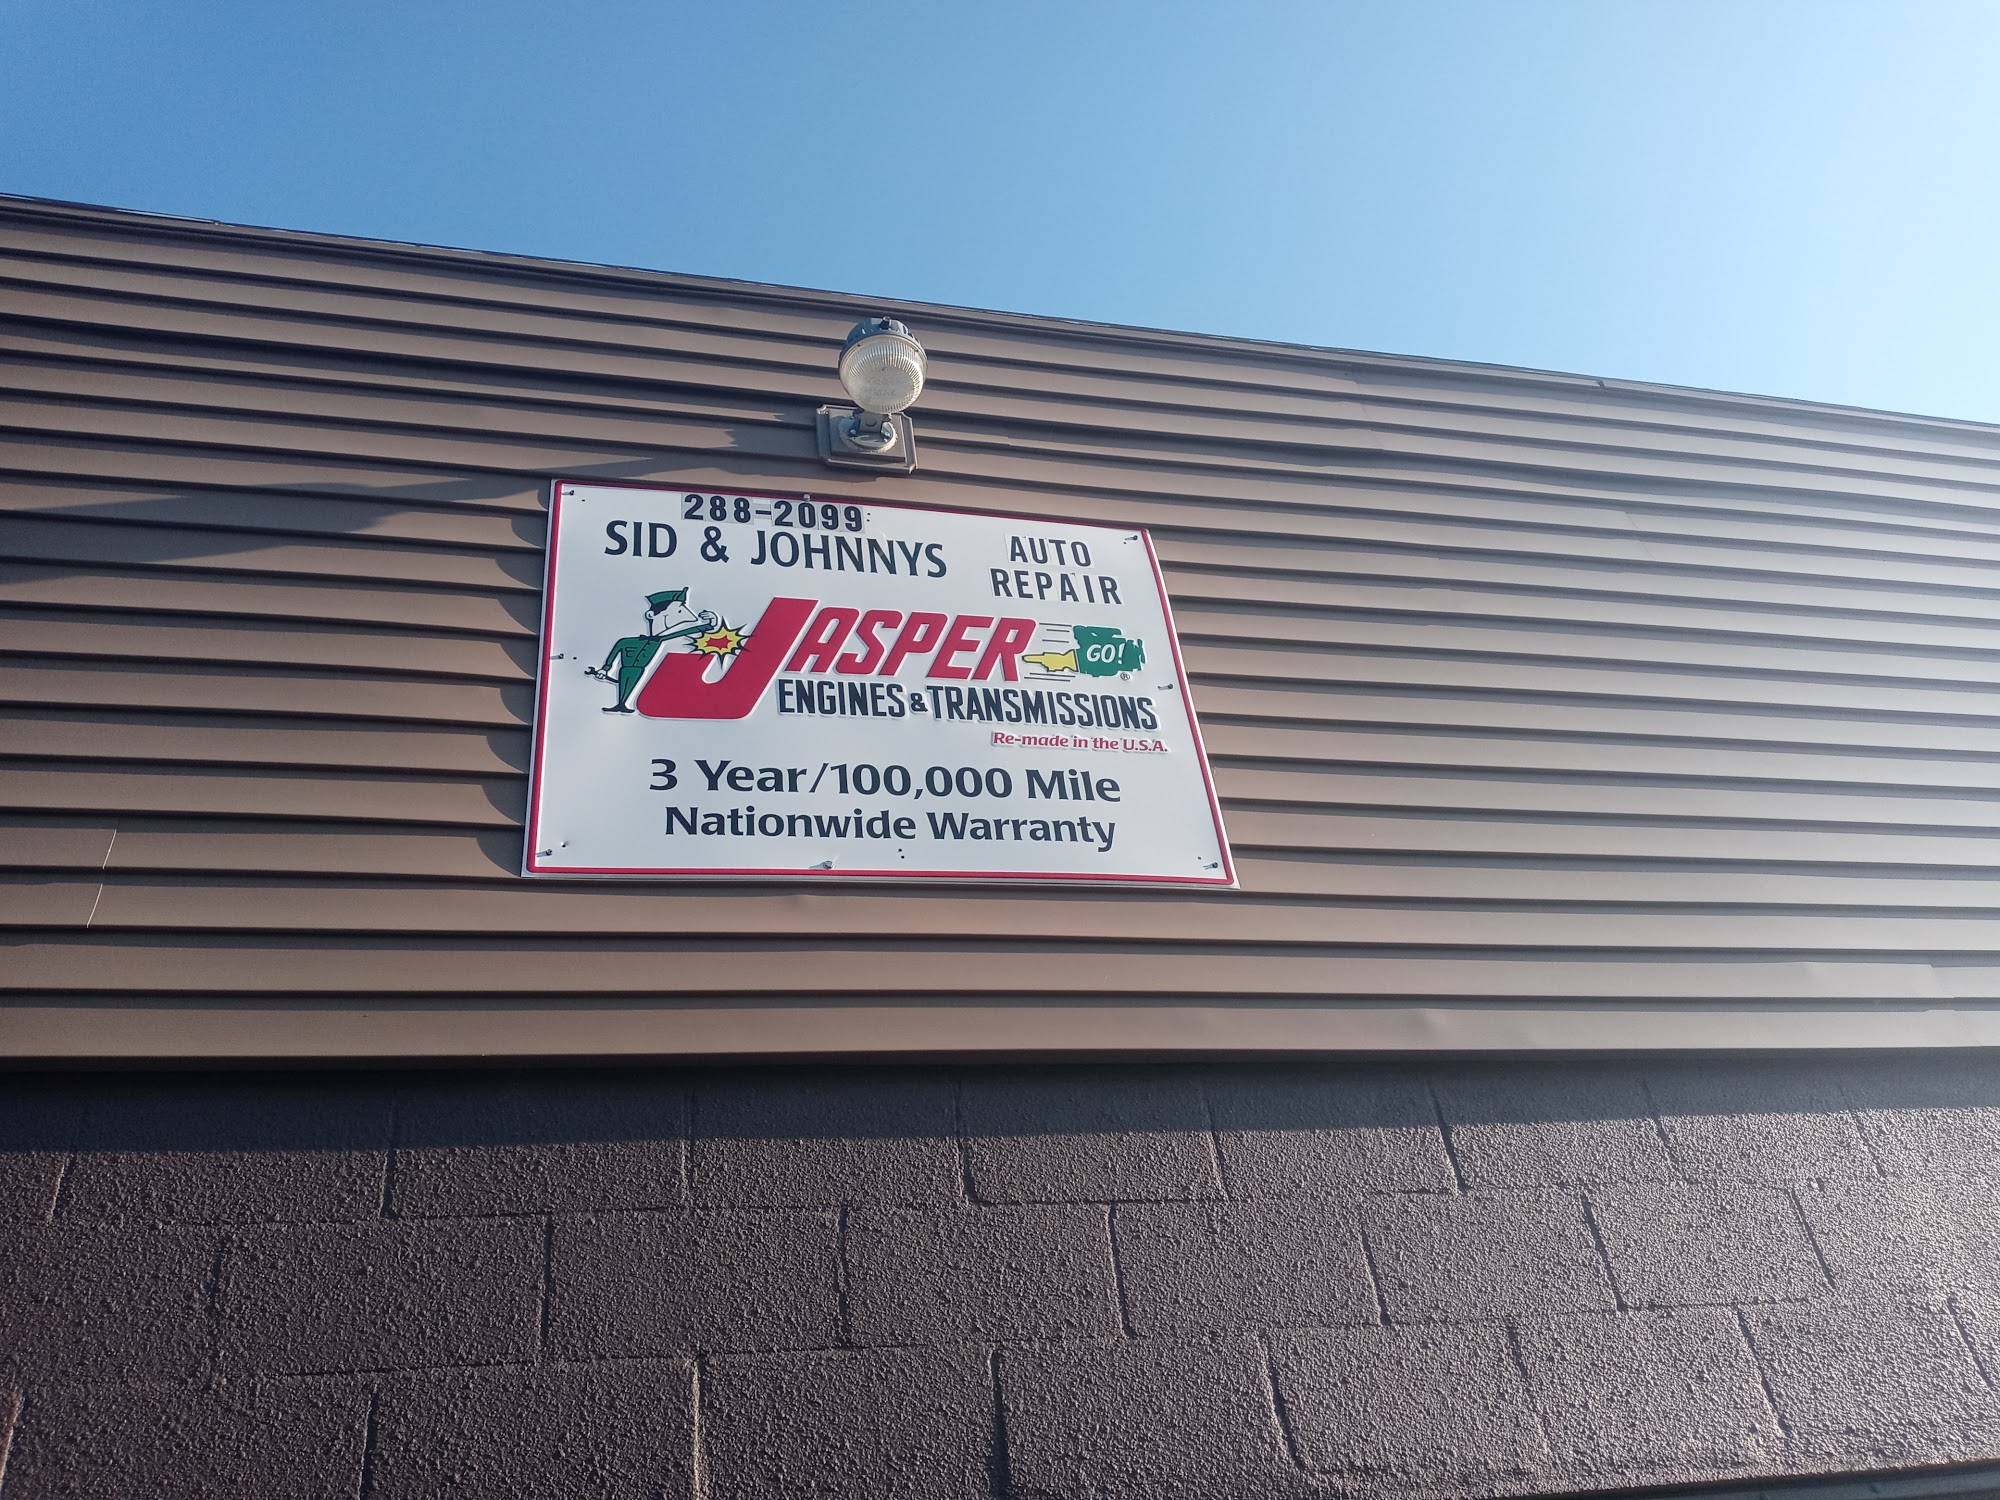 288-2099
SID & JOHNNYS
AUTO
REPAIR
JASPER
GO!
®
ENGINES & TRANSMISSIONS
Re-made in the U.S.A.
3 Year/100,000 Mile
Nationwide Warranty